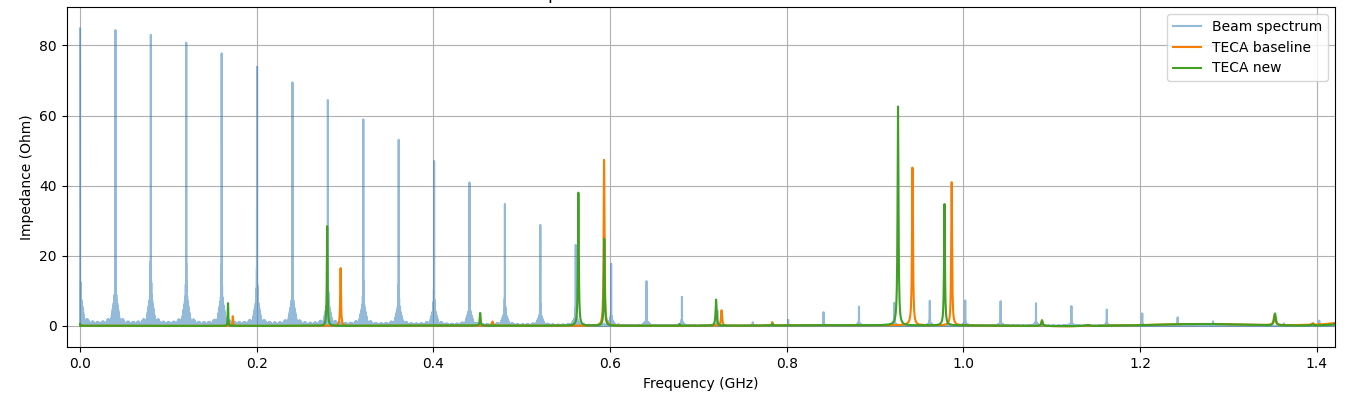 Beam spectrum
TECA baseline
TECA new
Impedance (Ohm)
80
60
40
20
0
0.0 0.2 0.4 0.6 0.8 1.0 1.2 1.4
Frequency (GHz)